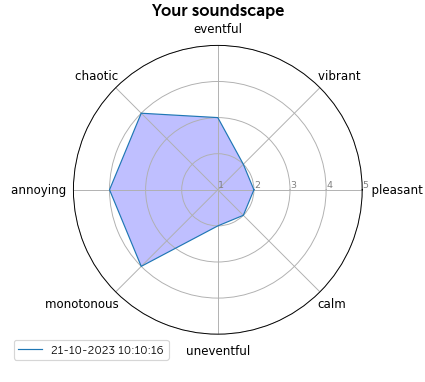 Your soundscape
eventful
chaotic
vibrant
annoying
1
2
3
4
5
pleasant
monotonous
calm
uneventful
21-10-2023 10:10:16